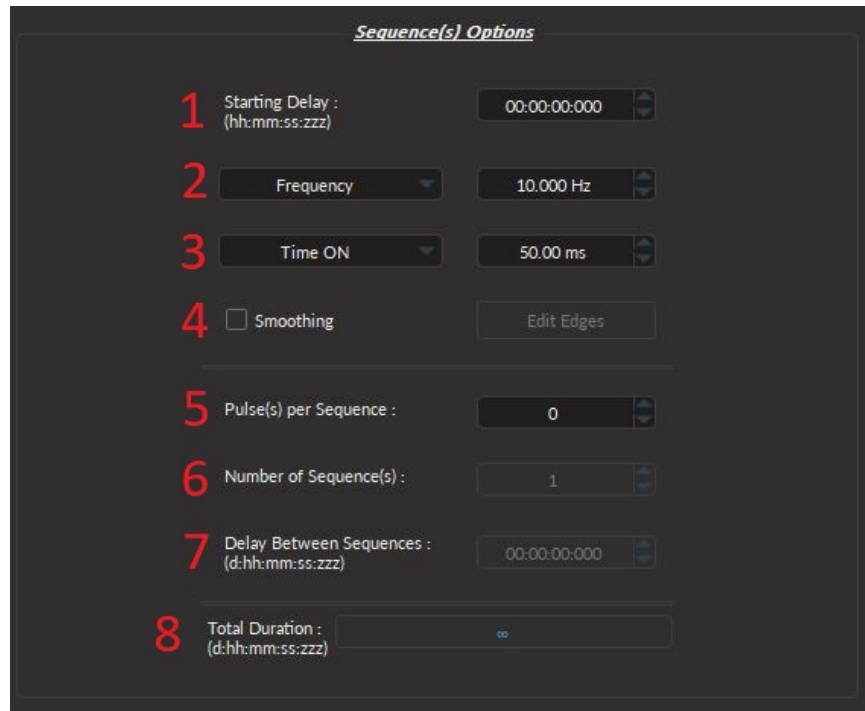 Sequence(s) Options
1 Starting Delay : 00:00:00:000
(hh:mm:ss:zzz)
2 Frequency 10.000 Hz
3 Time ON 50.00 ms
4 Smoothing Edit Edges
5 Pulse(s) per Sequence : 0
6 Number of Sequence(s) : 1
7 Delay Between Sequences : 00:00:00:000
(d:hh:mm:ss:zzz)
8 Total Duration : ∞
(d:hh:mm:ss:zzz)